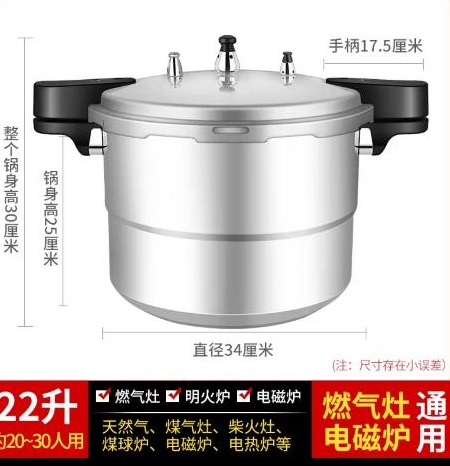 手柄17.5厘米
整个锅身高30厘米
锅身高25厘米
直径34厘米
(注：尺寸存在小误差)
22升
约20~30人用
燃气灶 明火炉 电磁炉
天然气、煤气灶、柴火灶、
煤球炉、电磁炉、电热炉等
燃气灶
电磁炉
通用